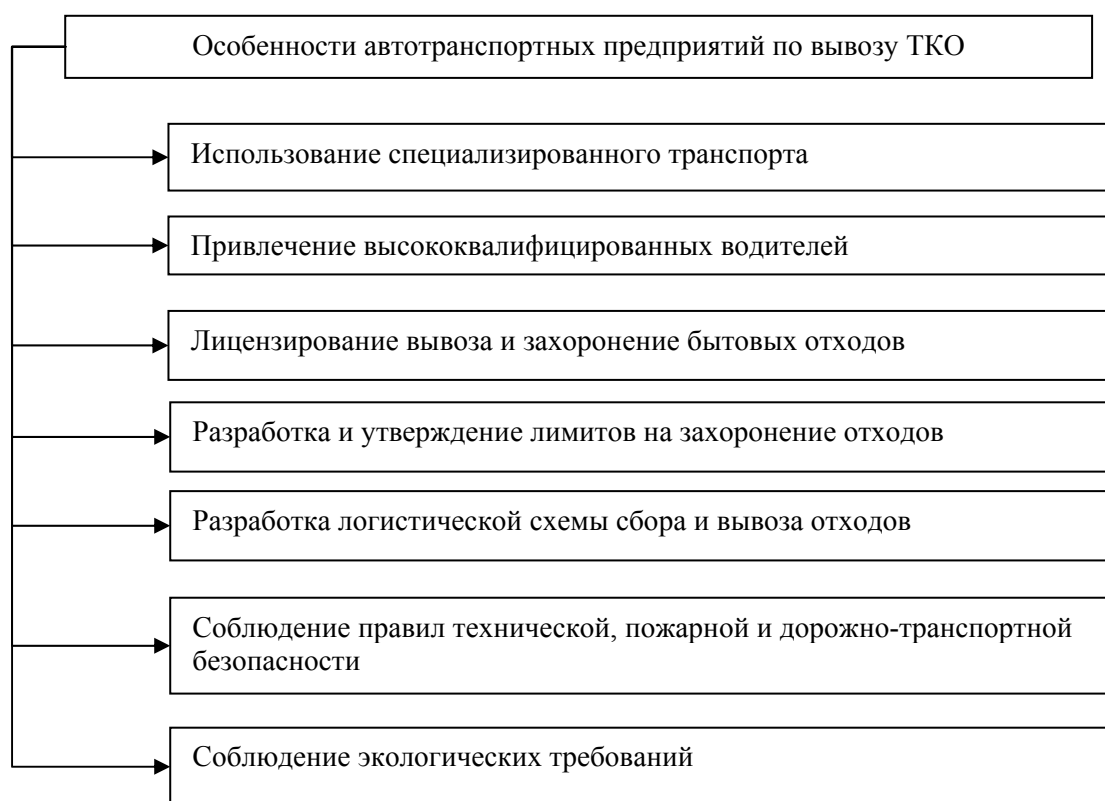 Особенности автотранспортных предприятий по вывозу ТКО
Использование специализированного транспорта
Привлечение высококвалифицированных водителей
Лицензирование вывоза и захоронение бытовых отходов
Разработка и утверждение лимитов на захоронение отходов
Разработка логистической схемы сбора и вывоза отходов
Соблюдение правил технической, пожарной и дорожно-транспортной
безопасности
Соблюдение экологических требований